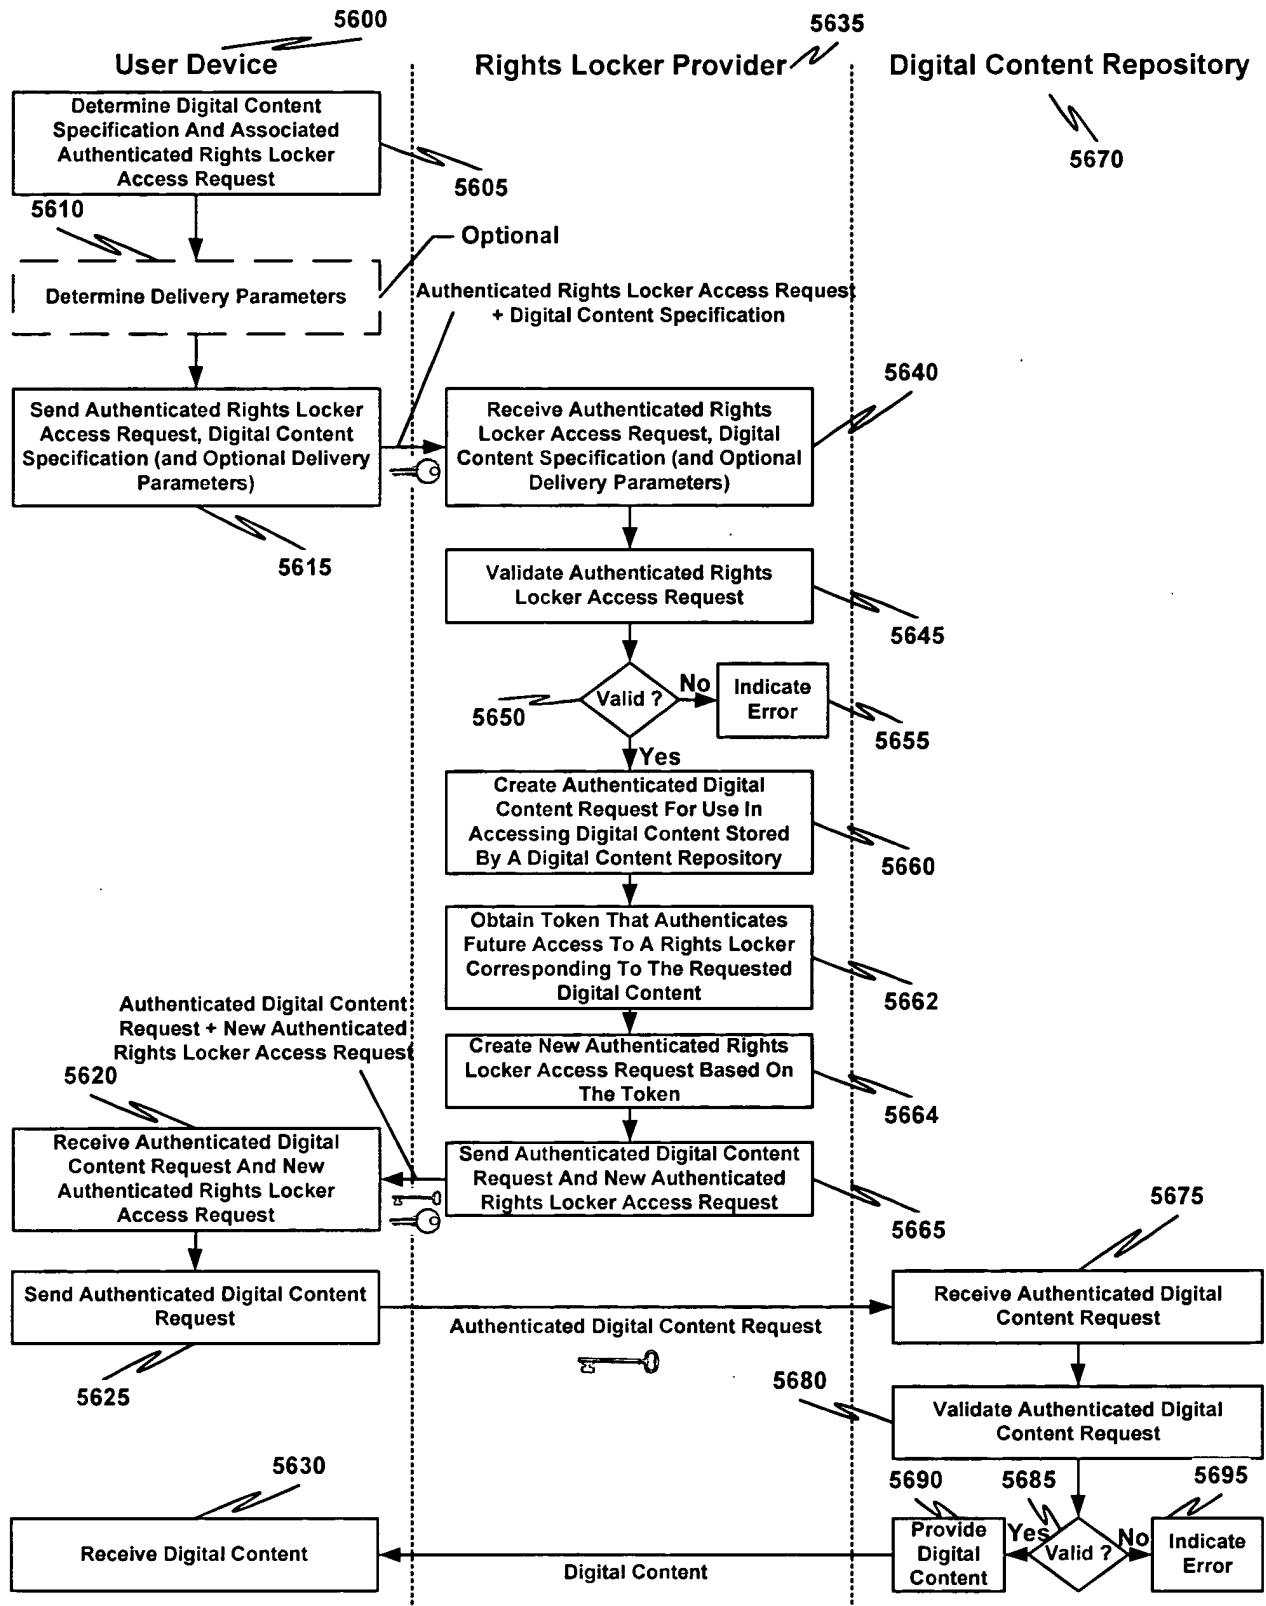 5600
5635
User Device
Rights Locker Provider
Digital Content Repository
5670
Determine Digital Content
Specification And Associated
Authenticated Rights Locker
Access Request
5605
5610
Optional
Determine Delivery Parameters
Authenticated Rights Locker Access Request
+ Digital Content Specification
5640
Send Authenticated Rights Locker
Access Request, Digital Content
Specification (and Optional Delivery
Parameters)
Receive Authenticated Rights
Locker Access Request, Digital
Content Specification (and Optional
Delivery Parameters)
5615
Validate Authenticated Rights
Locker Access Request
5645
Valid ?
No
Indicate
Error
5650
5655
Yes
Create Authenticated Digital
Content Request For Use In
Accessing Digital Content Stored
By A Digital Content Repository
5660
Obtain Token That Authenticates
Future Access To A Rights Locker
Corresponding To The Requested
Digital Content
5662
Authenticated Digital Content
Request + New Authenticated
Rights Locker Access Request
Create New Authenticated Rights
Locker Access Request Based On
The Token
5664
5620
Receive Authenticated Digital
Content Request And New
Authenticated Rights Locker
Access Request
Send Authenticated Digital Content
Request And New Authenticated
Rights Locker Access Request
5665
5675
Send Authenticated Digital Content
Request
Authenticated Digital Content Request
Receive Authenticated Digital
Content Request
5625
5680
Validate Authenticated Digital
Content Request
5630
5690
5685
5695
Receive Digital Content
Digital Content
Provide
Digital
Content
Yes
Valid ?
No
Indicate
Error